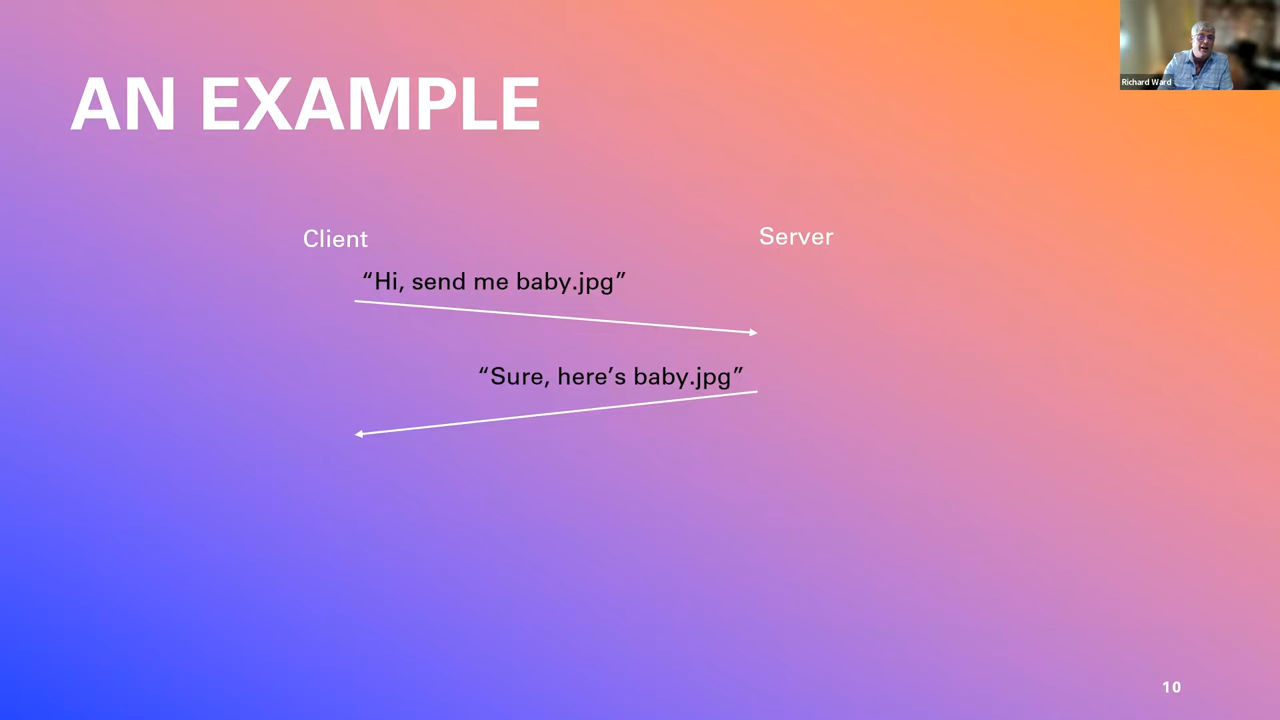 AN EXAMPLE
Richard Ward
Client
Server
“Hi, send me baby.jpg”
“Sure, here’s baby.jpg”
10